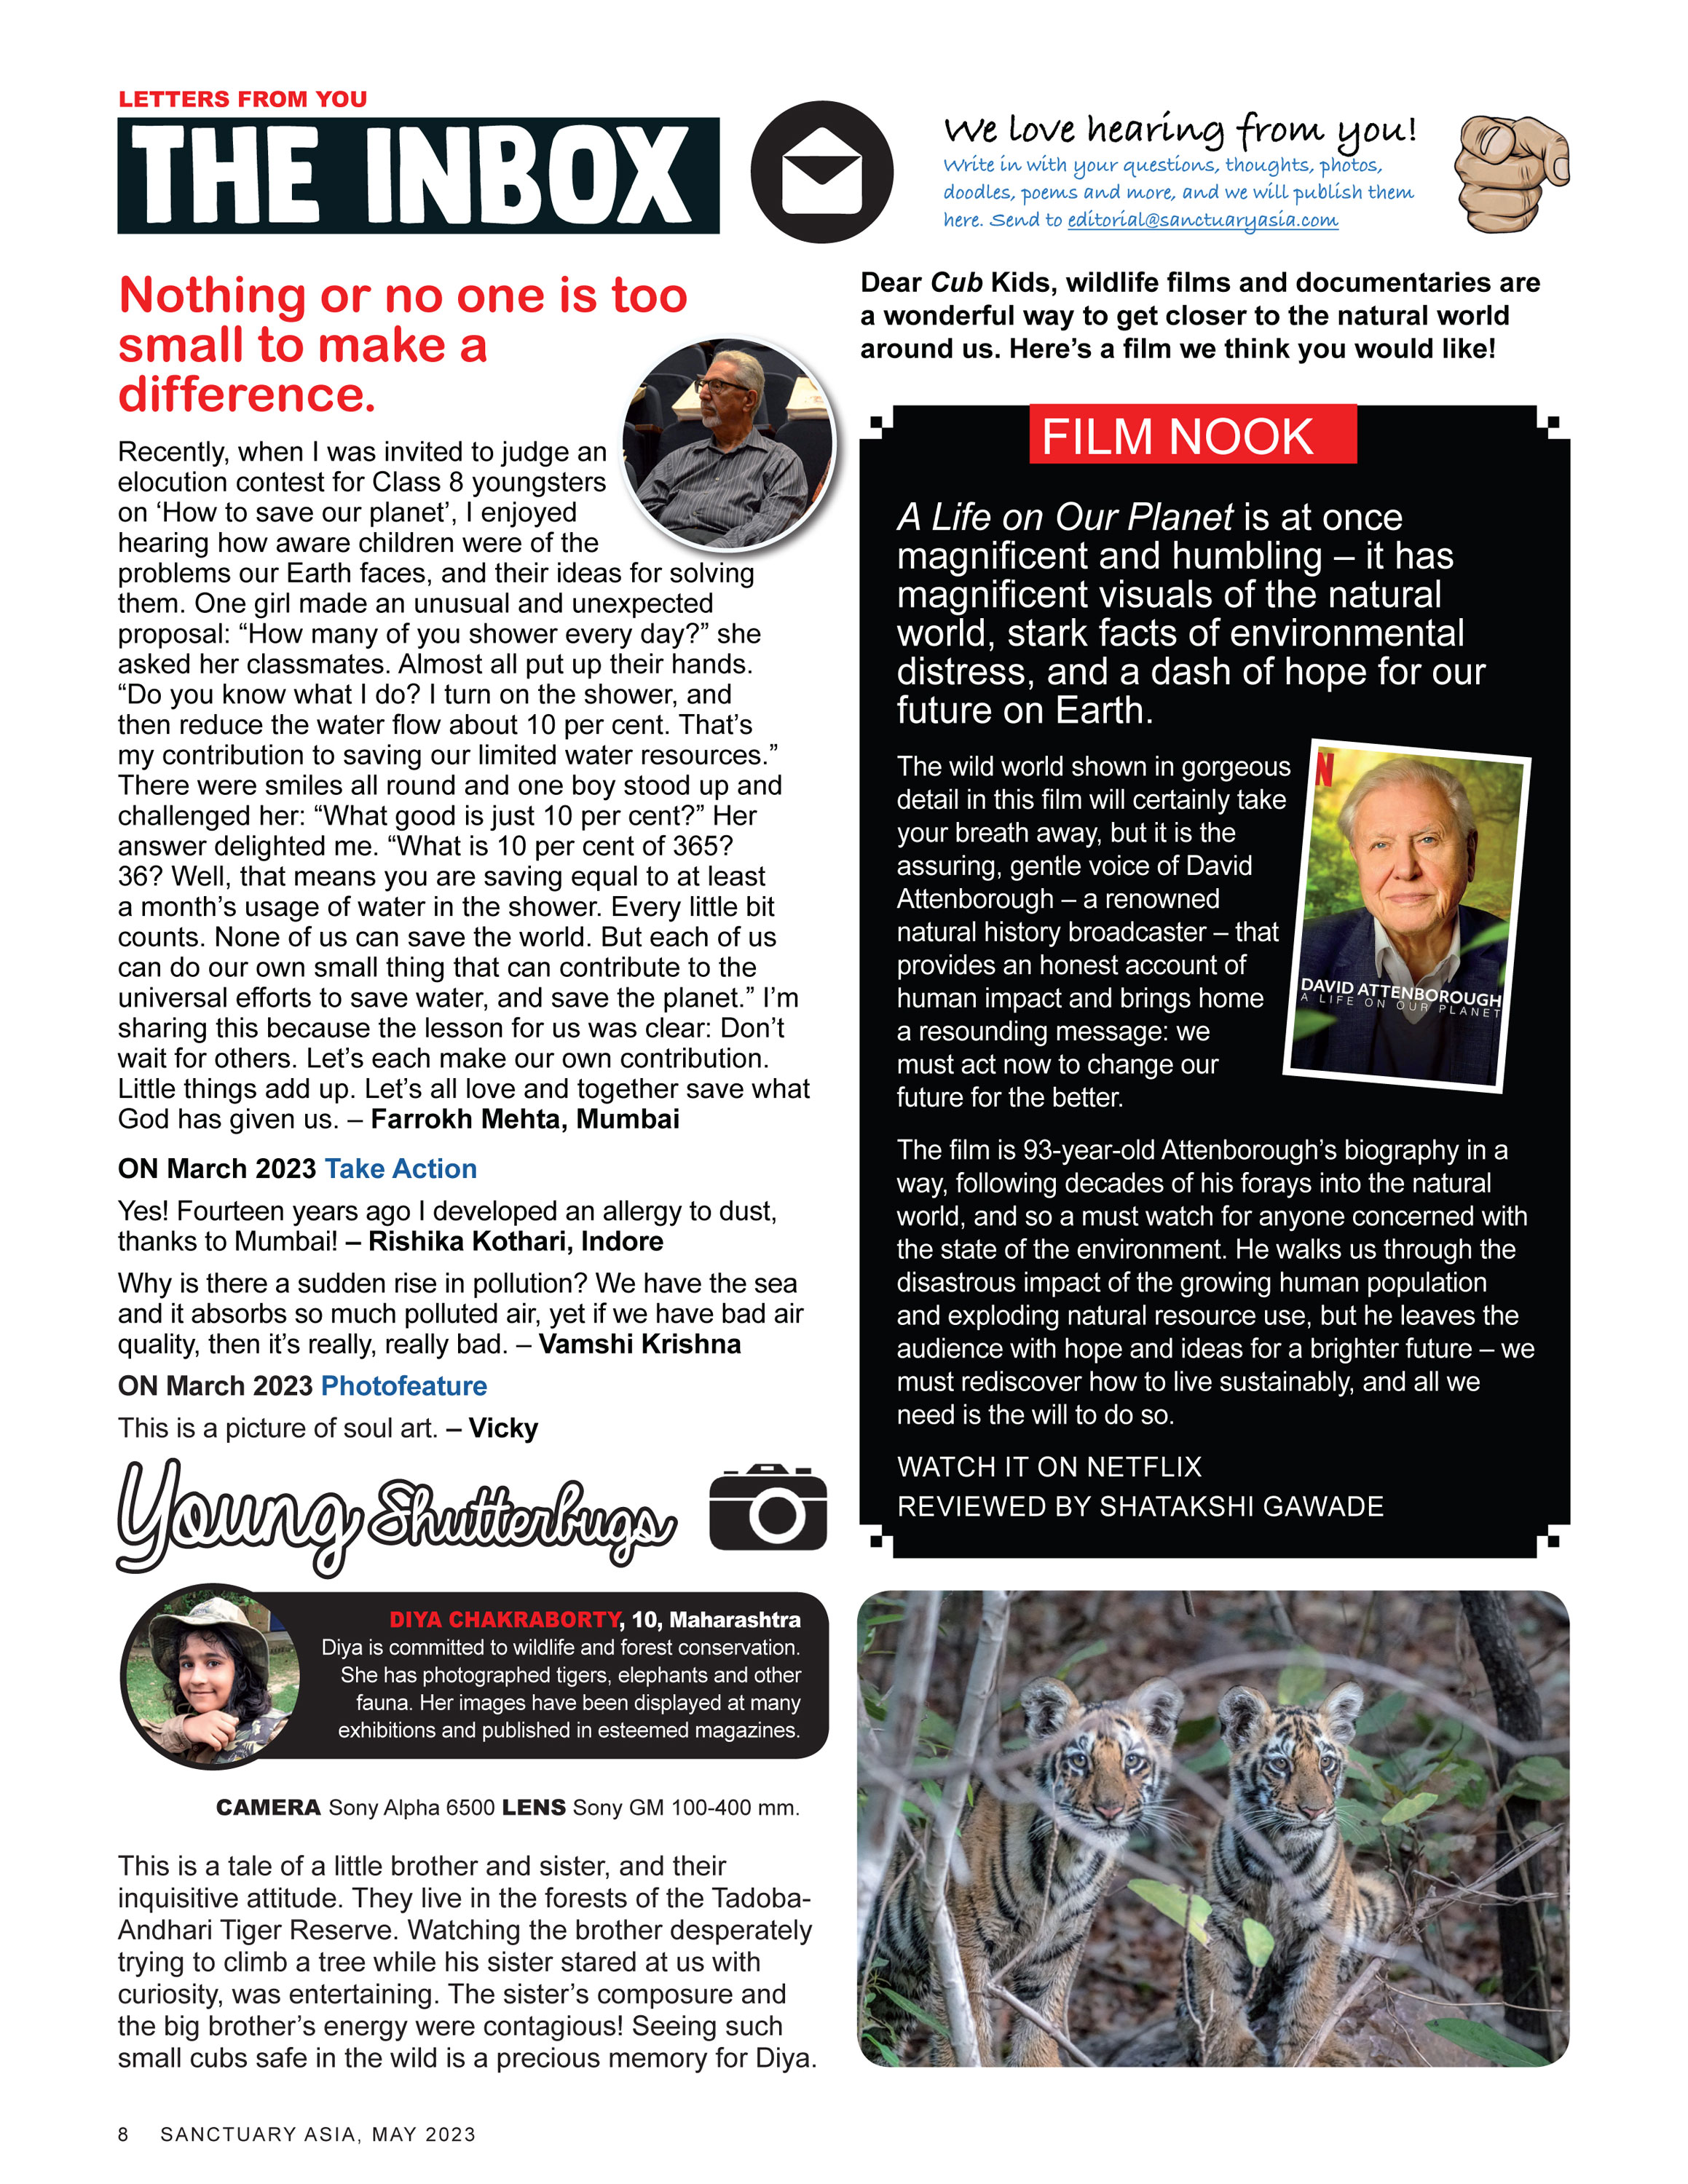 LETTERS FROM YOU
THE INBOX
We love hearing from you!
Write in with your questions, thoughts, photos,
doodles, poems and more, and we will publish them
here. Send to editorial@sanctuaryasia.com
Nothing or no one is too
small to make a
difference.
Recently, when I was invited to judge an
elocution contest for Class 8 youngsters
on ‘How to save our planet’, I enjoyed
hearing how aware children were of the
problems our Earth faces, and their ideas for solving
them. One girl made an unusual and unexpected
proposal: “How many of you shower every day?” she
asked her classmates. Almost all put up their hands.
“Do you know what I do? I turn on the shower, and
then reduce the water flow about 10 per cent. That’s
my contribution to saving our limited water resources.”
There were smiles all round and one boy stood up and
challenged her: “What good is just 10 per cent?” Her
answer delighted me. “What is 10 per cent of 365?
36? Well, that means you are saving equal to at least
a month’s usage of water in the shower. Every little bit
counts. None of us can save the world. But each of us
can do our own small thing that can contribute to the
universal efforts to save water, and save the planet.” I’m
sharing this because the lesson for us was clear: Don’t
wait for others. Let’s each make our own contribution.
Little things add up. Let’s all love and together save what
God has given us. – Farrokh Mehta, Mumbai
ON March 2023 Take Action
Yes! Fourteen years ago I developed an allergy to dust,
thanks to Mumbai! – Rishika Kothari, Indore
Why is there a sudden rise in pollution? We have the sea
and it absorbs so much polluted air, yet if we have bad air
quality, then it’s really, really bad. – Vamshi Krishna
ON March 2023 Photofeature
This is a picture of soul art. – Vicky
Dear Cub Kids, wildlife films and documentaries are
a wonderful way to get closer to the natural world
around us. Here’s a film we think you would like!
FILM NOOK
A Life on Our Planet is at once
magnificent and humbling – it has
magnificent visuals of the natural
world, stark facts of environmental
distress, and a dash of hope for our
future on Earth.
The wild world shown in gorgeous
detail in this film will certainly take
your breath away, but it is the
assuring, gentle voice of David
Attenborough – a renowned
natural history broadcaster – that
provides an honest account of
human impact and brings home
a resounding message: we
must act now to change our
future for the better.
N
DAVID ATTENBOROUGH
A LIFE ON OUR PLANET
The film is 93-year-old Attenborough’s biography in a
way, following decades of his forays into the natural
world, and so a must watch for anyone concerned with
the state of the environment. He walks us through the
disastrous impact of the growing human population
and exploding natural resource use, but he leaves the
audience with hope and ideas for a brighter future – we
must rediscover how to live sustainably, and all we
need is the will to do so.
WATCH IT ON NETFLIX
REVIEWED BY SHATAKSHI GAWADE
Young Shutterbugs
DIYA CHAKRABORTY, 10, Maharashtra
Diya is committed to wildlife and forest conservation.
She has photographed tigers, elephants and other
fauna. Her images have been displayed at many
exhibitions and published in esteemed magazines.
CAMERA Sony Alpha 6500 LENS Sony GM 100-400 mm.
This is a tale of a little brother and sister, and their
inquisitive attitude. They live in the forests of the Tadoba-
Andhari Tiger Reserve. Watching the brother desperately
trying to climb a tree while his sister stared at us with
curiosity, was entertaining. The sister’s composure and
the big brother’s energy were contagious! Seeing such
small cubs safe in the wild is a precious memory for Diya.
8 SANCTUARY ASIA, MAY 2023